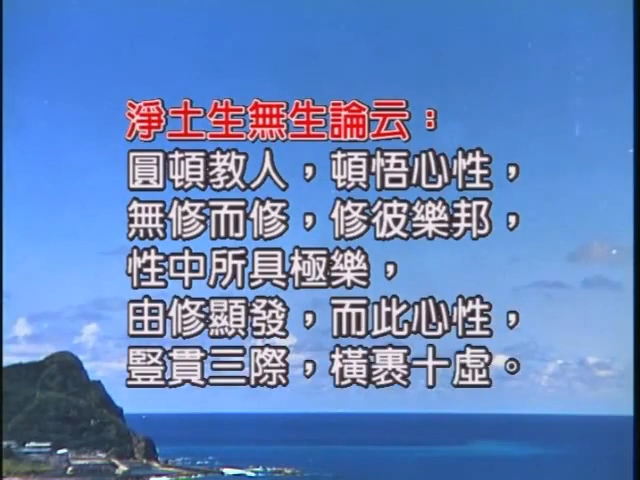 淨土生無生論云：
圓頓教人，頓悟心性，
無修而修，修彼樂邦，
性中所具極樂，
由修顯發，而此心性，
豎貫三際，橫裹十虛。